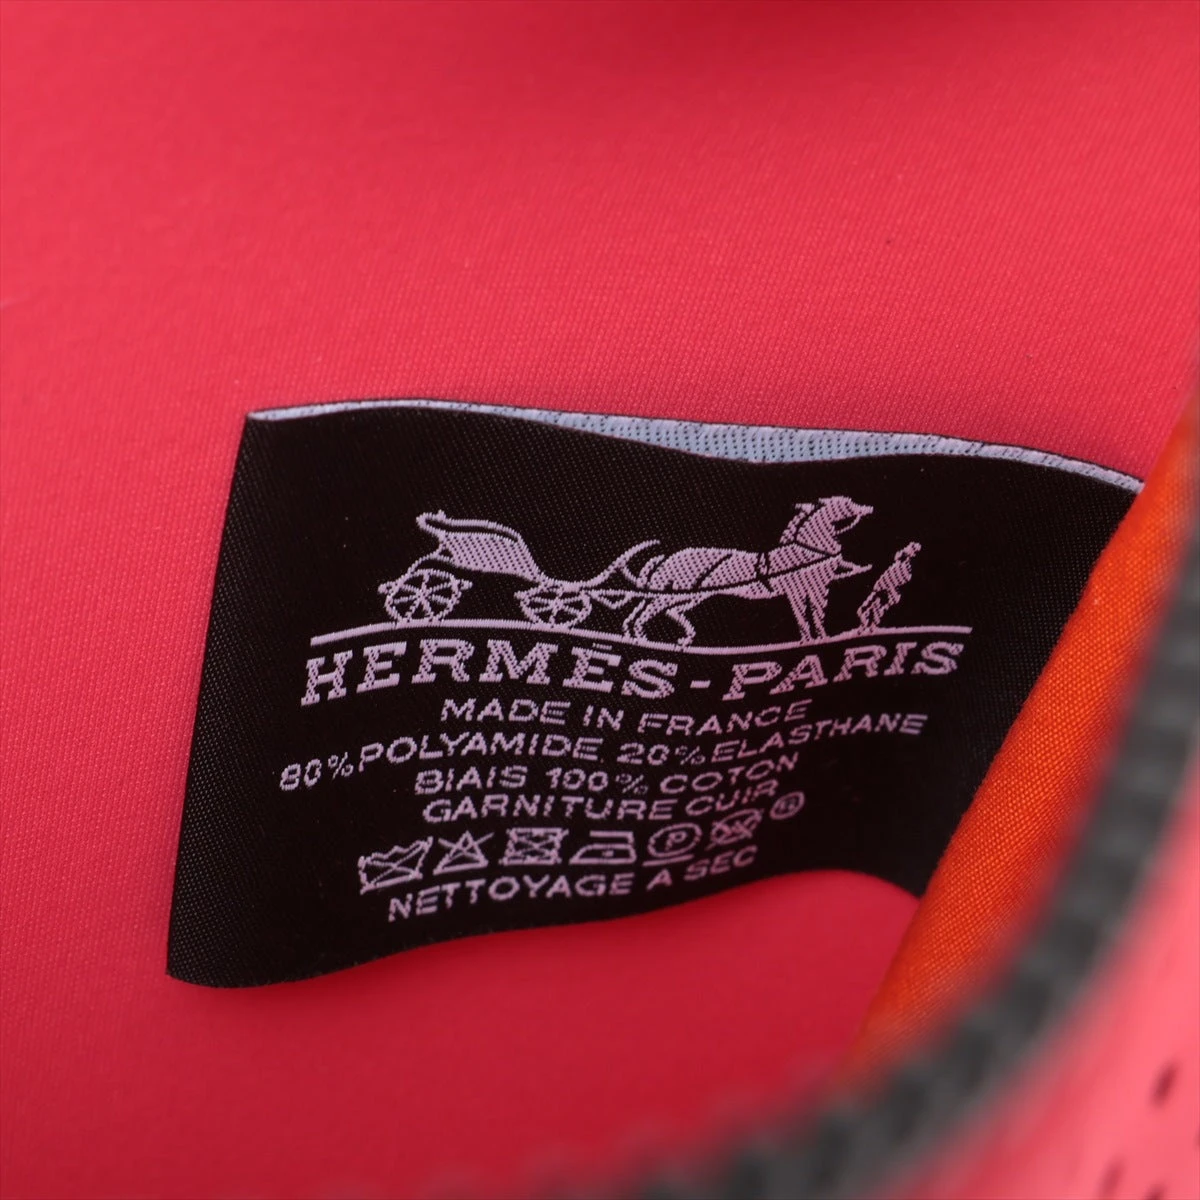 HERMÈS-PARIS
MADE IN FRANCE
80% POLYAMIDE, 20% ELASTHANE
BIAIS 100% COTON
GARNITURE CUIR
P
NETTOYAGE A SEC